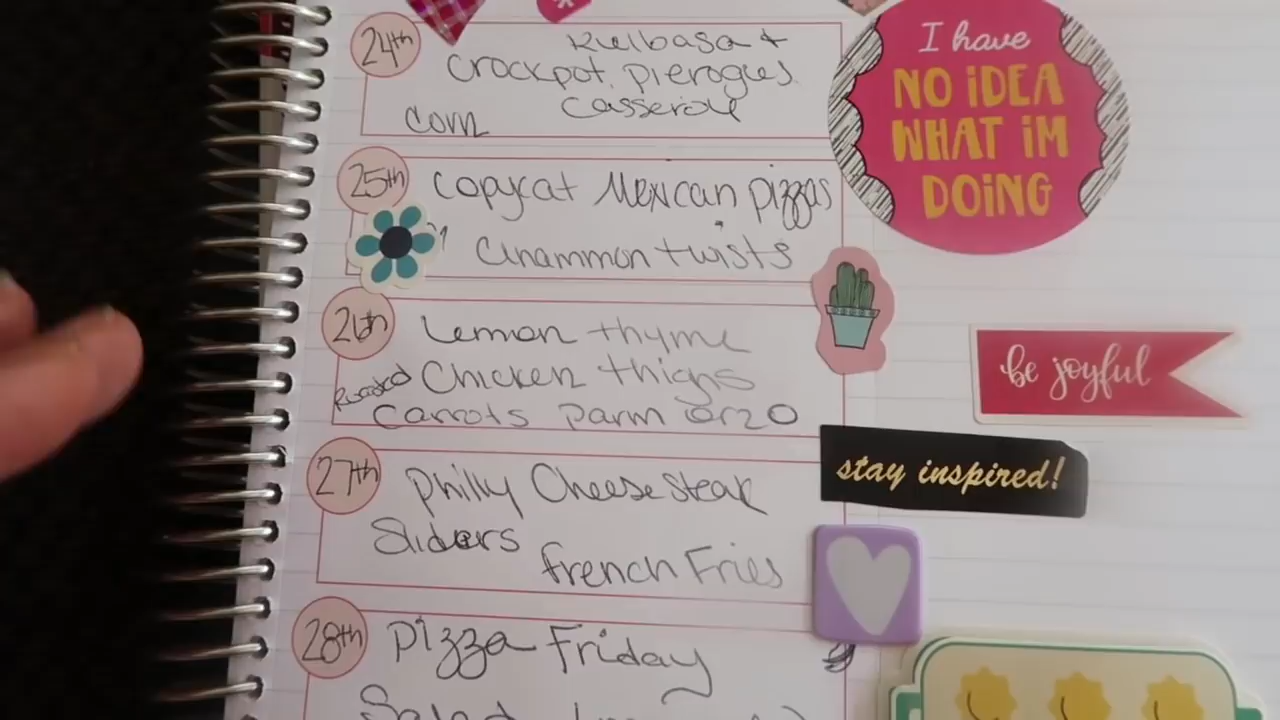 24th
Kielbasa +
Crockpot pierogies
Casserole
Corn
25th
Copycat Mexican pizzas
Cinammon twists
26th
Lemon thyme
Chicken thighs
Roasted
Carrots Parm orzo
27th
Philly Cheese steak
Sliders
french Fries
28th
Pizza Friday
Salad
I have
NO iDEA
WHAT iM
DOiNG
be joyful
stay inspired!